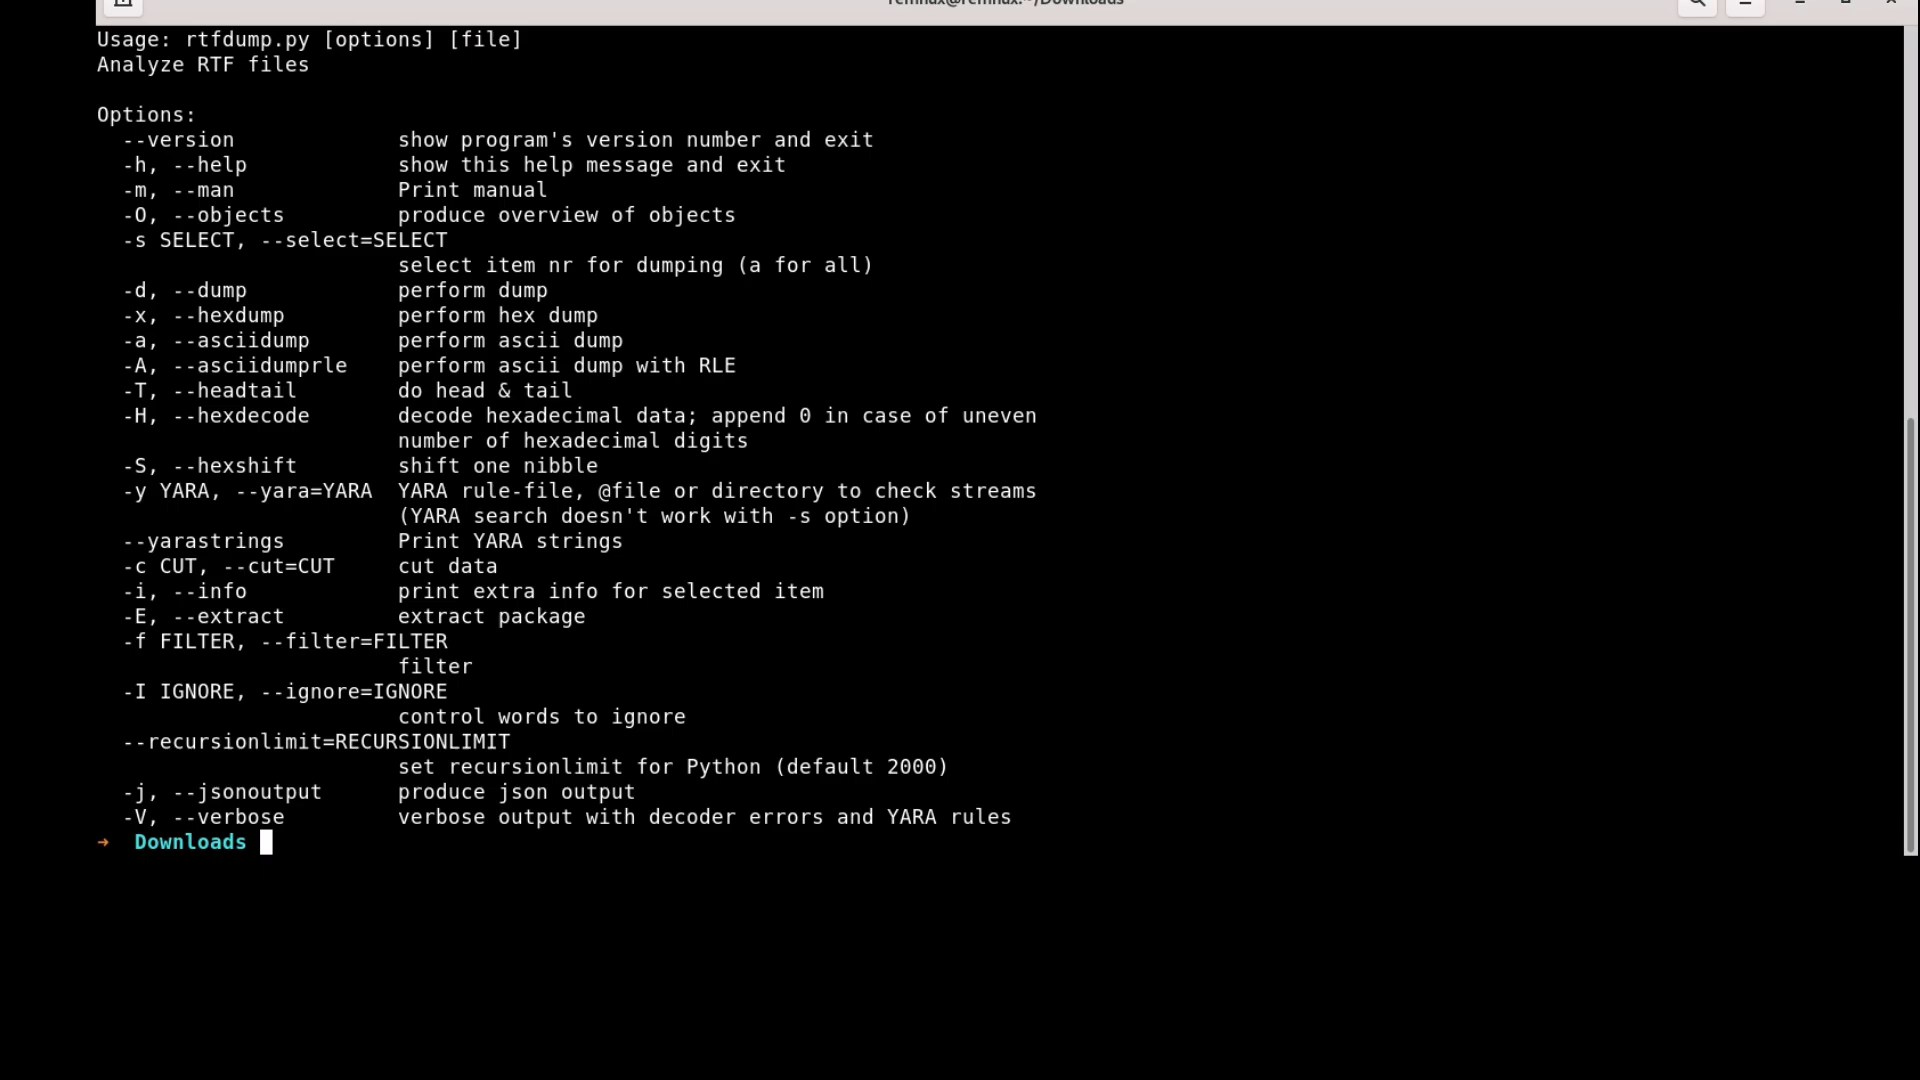 remnux@remnux:~/Downloads
Usage: rtfdump.py [options] [file]
Analyze RTF files
Options:
--version show program's version number and exit
-h, --help show this help message and exit
-m, --man Print manual
-O, --objects produce overview of objects
-s SELECT, --select=SELECT
select item nr for dumping (a for all)
-d, --dump perform dump
-x, --hexdump perform hex dump
-a, --asciidump perform ascii dump
-A, --asciidumprle perform ascii dump with RLE
-T, --headtail do head & tail
-H, --hexdecode decode hexadecimal data; append 0 in case of uneven
number of hexadecimal digits
-S, --hexshift shift one nibble
-y YARA, --yara=YARA YARA rule-file, @file or directory to check streams
(YARA search doesn't work with -s option)
--yarastrings Print YARA strings
-c CUT, --cut=CUT cut data
-i, --info print extra info for selected item
-E, --extract extract package
-f FILTER, --filter=FILTER
filter
-I IGNORE, --ignore=IGNORE
control words to ignore
--recursionlimit=RECURSIONLIMIT
set recursionlimit for Python (default 2000)
-j, --jsonoutput produce json output
-V, --verbose verbose output with decoder errors and YARA rules
→ Downloads